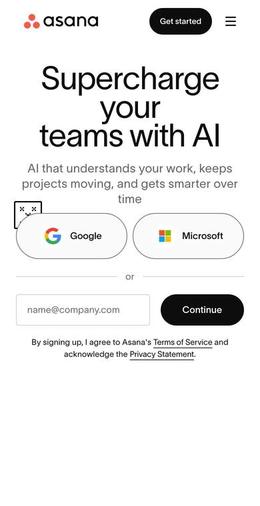 asana
Get started
Supercharge
your
teams with AI
AI that understands your work, keeps
projects moving, and gets smarter over
time
Google
Microsoft
or
name@company.com
Continue
By signing up, I agree to Asana's Terms of Service and
acknowledge the Privacy Statement.